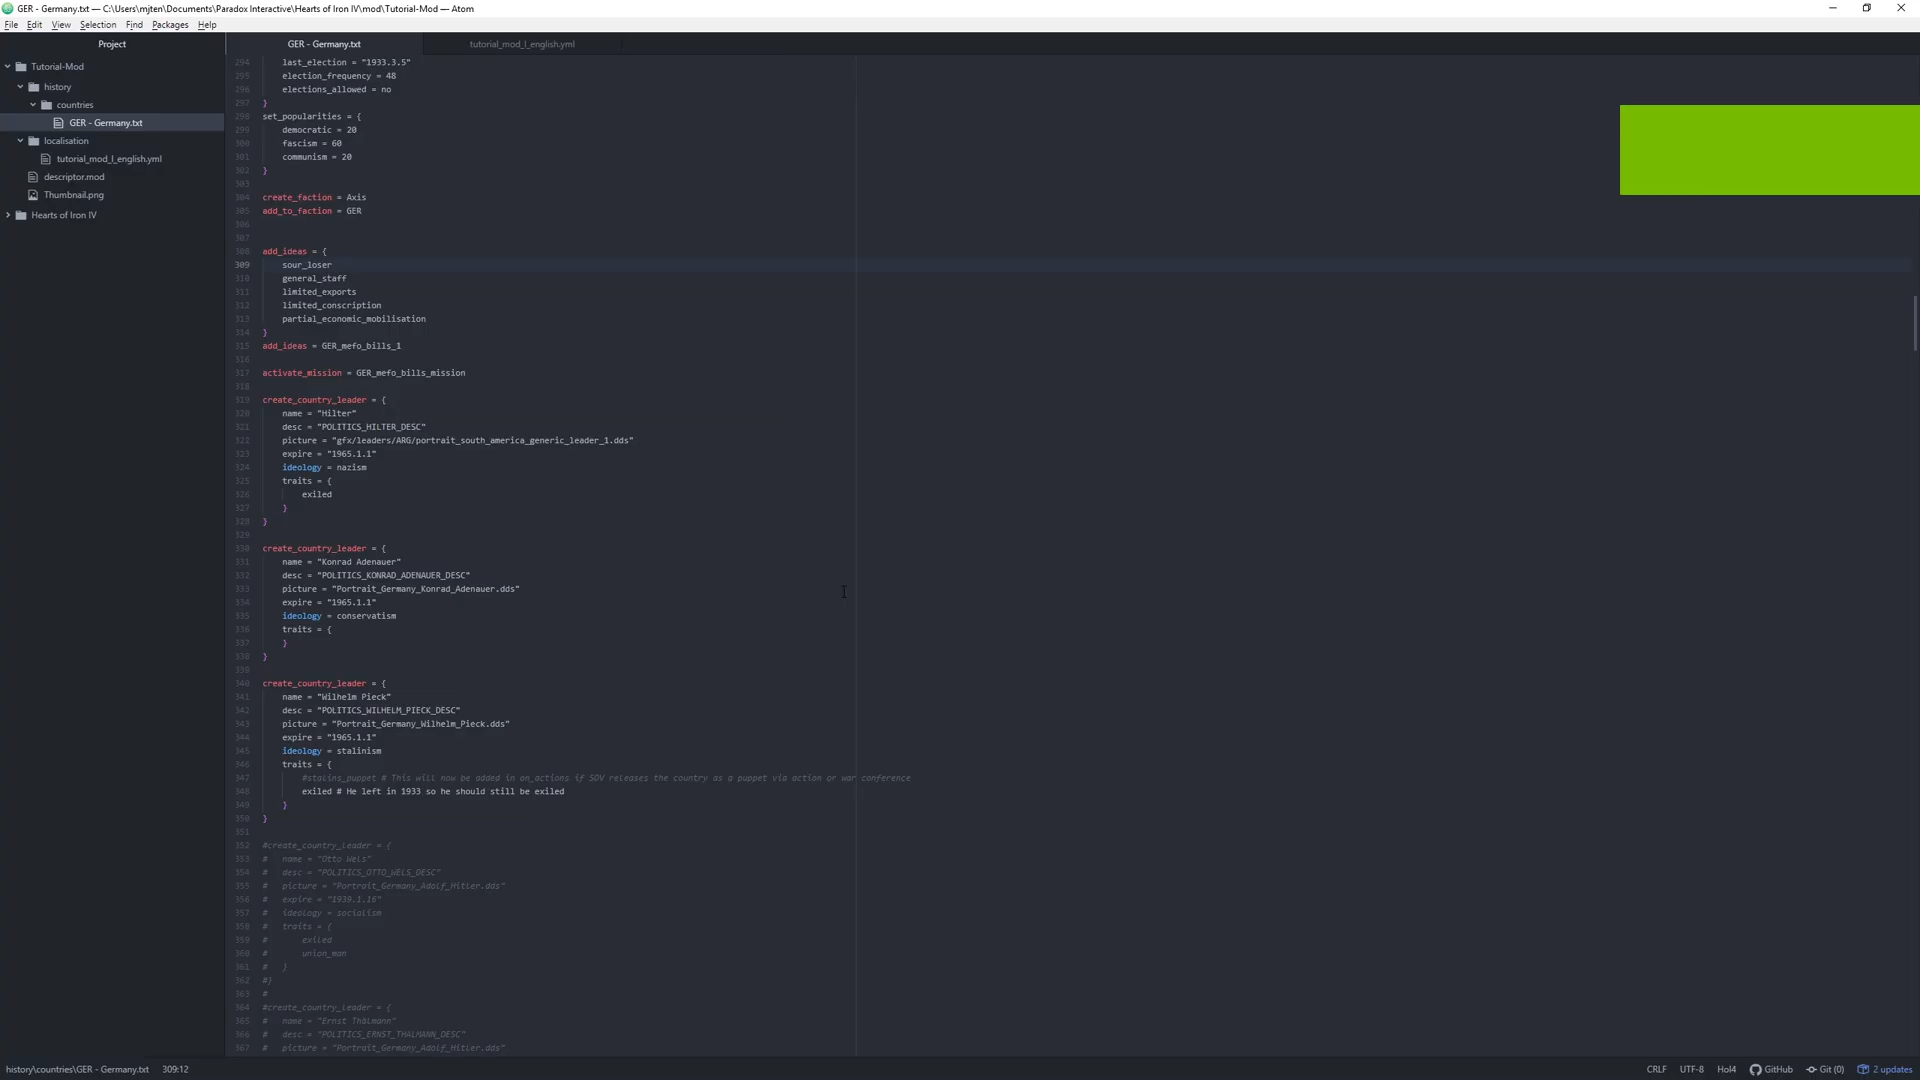 GER - Germany.txt — C:\Users\mjten\Documents\Paradox Interactive\Hearts of Iron IV\mod\Tutorial-Mod — Atom
File Edit View Selection Find Packages Help
Project
Tutorial-Mod
history
countries
GER - Germany.txt
localisation
tutorial_mod_l_english.yml
descriptor.mod
Thumbnail.png
Hearts of Iron IV
GER - Germany.txt tutorial_mod_l_english.yml
294 last_election = "1933.3.5"
295 election_frequency = 48
296 elections_allowed = no
297 }
298 set_popularities = {
299 democratic = 20
300 fascism = 60
301 communism = 20
302 }
303
304 create_faction = Axis
305 add_to_faction = GER
306
307
308 add_ideas = {
309 sour_loser
310 general_staff
311 limited_exports
312 limited_conscription
313 partial_economic_mobilisation
314 }
315 add_ideas = GER_mefo_bills_1
316
317 activate_mission = GER_mefo_bills_mission
318
319 create_country_leader = {
320 name = "Hilter"
321 desc = "POLITICS_HILTER_DESC"
322 picture = "gfx/leaders/ARG/portrait_south_america_generic_leader_1.dds"
323 expire = "1965.1.1"
324 ideology = nazism
325 traits = {
326 exiled
327 }
328 }
329
330 create_country_leader = {
331 name = "Konrad Adenauer"
332 desc = "POLITICS_KONRAD_ADENAUER_DESC"
333 picture = "Portrait_Germany_Konrad_Adenauer.dds"
334 expire = "1965.1.1"
335 ideology = conservatism
336 traits = {
337 }
338 }
339
340 create_country_leader = {
341 name = "Wilhelm Pieck"
342 desc = "POLITICS_WILHELM_PIECK_DESC"
343 picture = "Portrait_Germany_Wilhelm_Pieck.dds"
344 expire = "1965.1.1"
345 ideology = stalinism
346 traits = {
347 #stalins_puppet # This will now be added in on_actions if SOV releases the country as a puppet via action or war conference
348 exiled # He left in 1933 so he should still be exiled
349 }
350 }
351
352 #create_country_leader = {
353 # name = "Otto Wels"
354 # desc = "POLITICS_OTTO_WELS_DESC"
355 # picture = "Portrait_Germany_Adolf_Hitler.dds"
356 # expire = "1939.1.16"
357 # ideology = socialism
358 # traits = {
359 # exiled
360 # union_man
361 # }
362 #}
363 #
364 #create_country_leader = {
365 # name = "Ernst Thälmann"
366 # desc = "POLITICS_ERNST_THALMANN_DESC"
367 # picture = "Portrait_Germany_Adolf_Hitler.dds"
history\countries\GER - Germany.txt 309:12 CRLF UTF-8 HoI4 GitHub Git (0) 2 updates